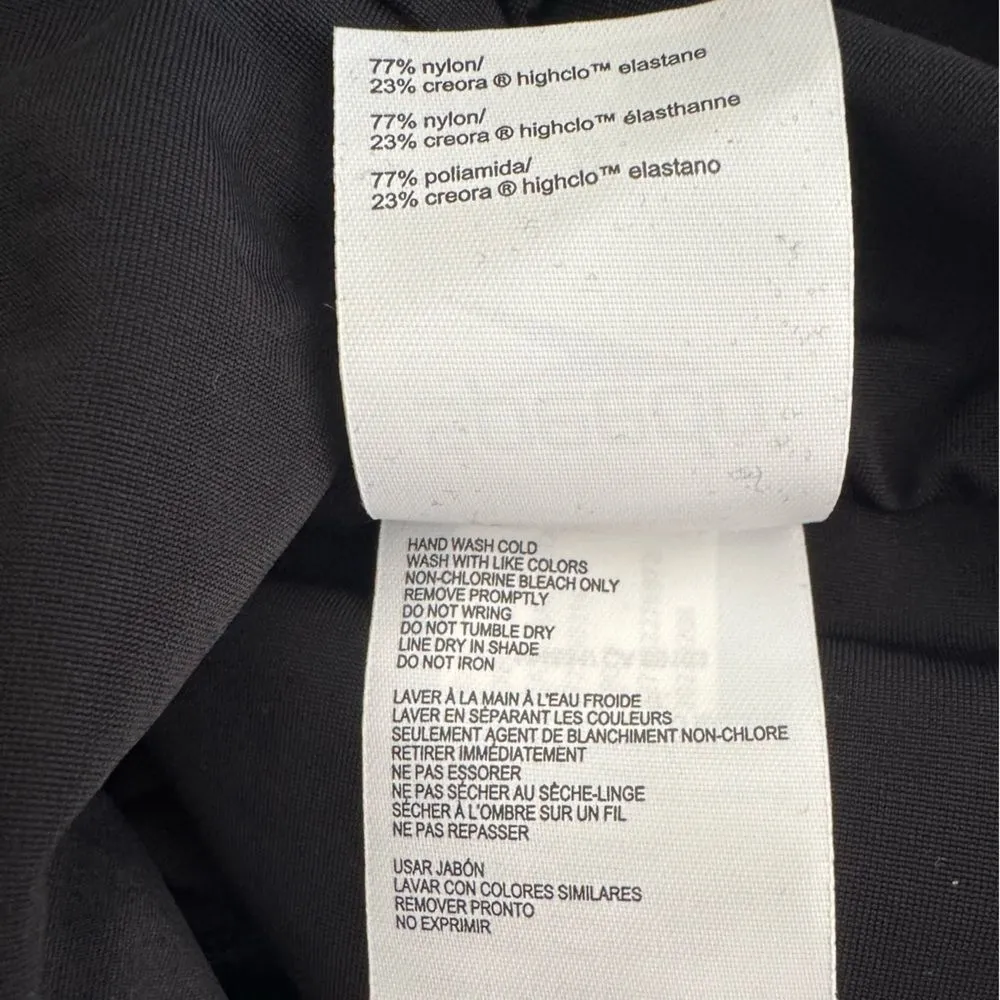 77% nylon/
23% creora ® highclo™ elastane
77% nylon/
23% creora ® highclo™ élasthanne
77% poliamida/
23% creora ® highclo™ elastano
HAND WASH COLD
WASH WITH LIKE COLORS
NON-CHLORINE BLEACH ONLY
REMOVE PROMPTLY
DO NOT WRING
DO NOT TUMBLE DRY
LINE DRY IN SHADE
DO NOT IRON
LAVER À LA MAIN À L'EAU FROIDE
LAVER EN SÉPARANT LES COULEURS
SEULEMENT AGENT DE BLANCHIMENT NON-CHLORE
RETIRER IMMÉDIATEMENT
NE PAS ESSORER
NE PAS SÉCHER AU SÈCHE-LINGE
SÉCHER À L'OMBRE SUR UN FIL
NE PAS REPASSER
USAR JABÓN
LAVAR CON COLORES SIMILARES
REMOVER PRONTO
NO EXPRIMIR